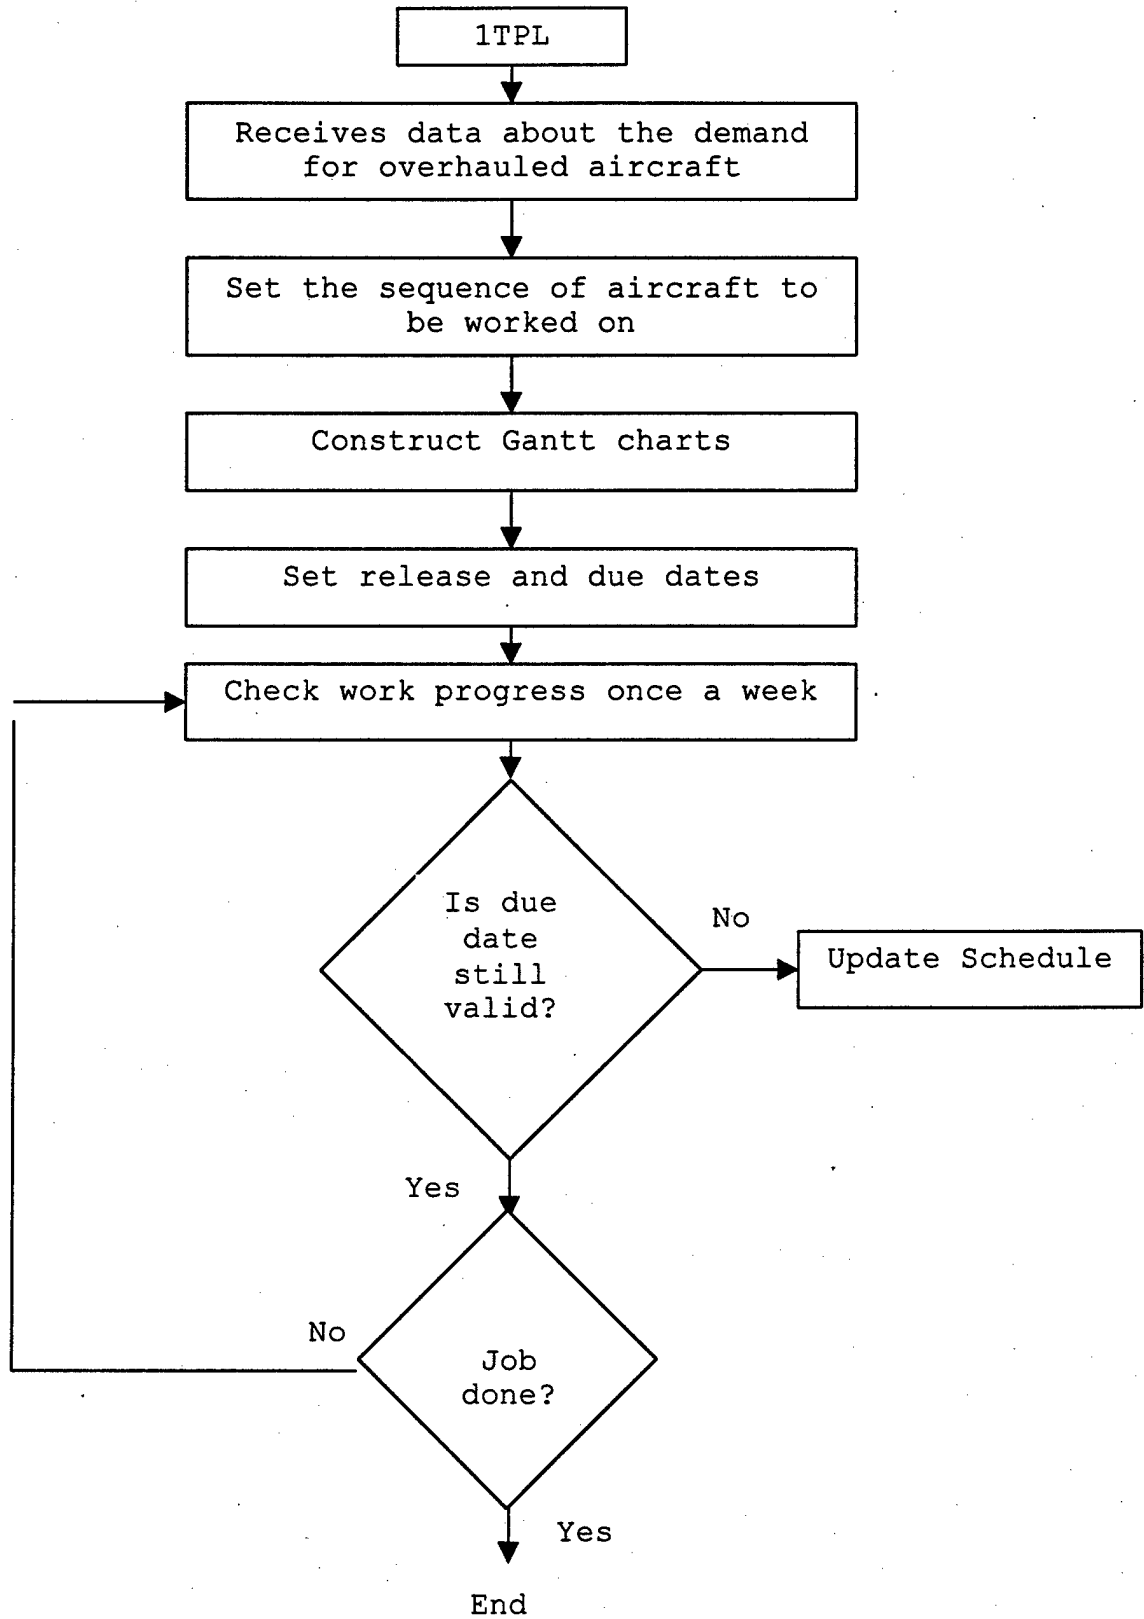 1TPL
Receives data about the demand
for overhauled aircraft
Set the sequence of aircraft to
be worked on
Construct Gantt charts
Set release and due dates
Check work progress once a week
Is due
date
still
valid?
No
Update Schedule
Yes
No
Job
done?
Yes
End